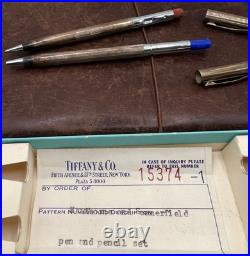 TIFFANY & CO.
FIFTH AVENUE & 57TH STREET, NEW YORK
PLAZA 5-8000
IN CASE OF INQUIRY PLEASE
REFER TO THIS NUMBER
15374 -1
BY ORDER OF
PATTERN
pen and pencil set